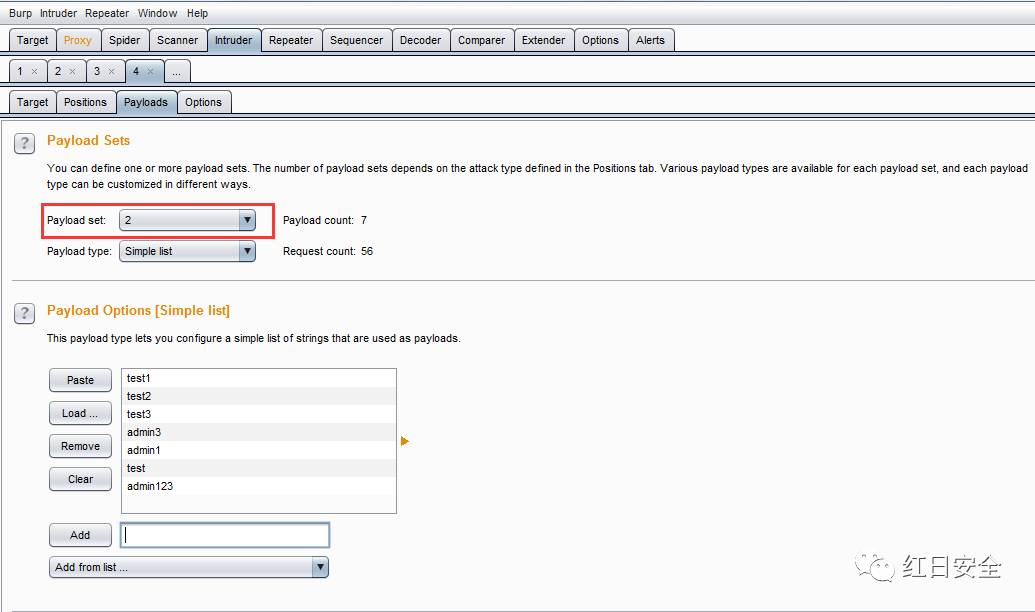 Burp Intruder Repeater Window Help
Target Proxy Spider Scanner Intruder Repeater Sequencer Decoder Comparer Extender Options Alerts
1 × 2 × 3 × 4 × ...
Target Positions Payloads Options
? Payload Sets
You can define one or more payload sets. The number of payload sets depends on the attack type defined in the Positions tab. Various payload types are available for each payload set, and each payload
type can be customized in different ways.
Payload set: 2 Payload count: 7
Payload type: Simple list Request count: 56
? Payload Options [Simple list]
This payload type lets you configure a simple list of strings that are used as payloads.
Paste
Load ...
Remove
Clear
test1
test2
test3
admin3
admin1
test
admin123
Add
Add from list ...
红日安全